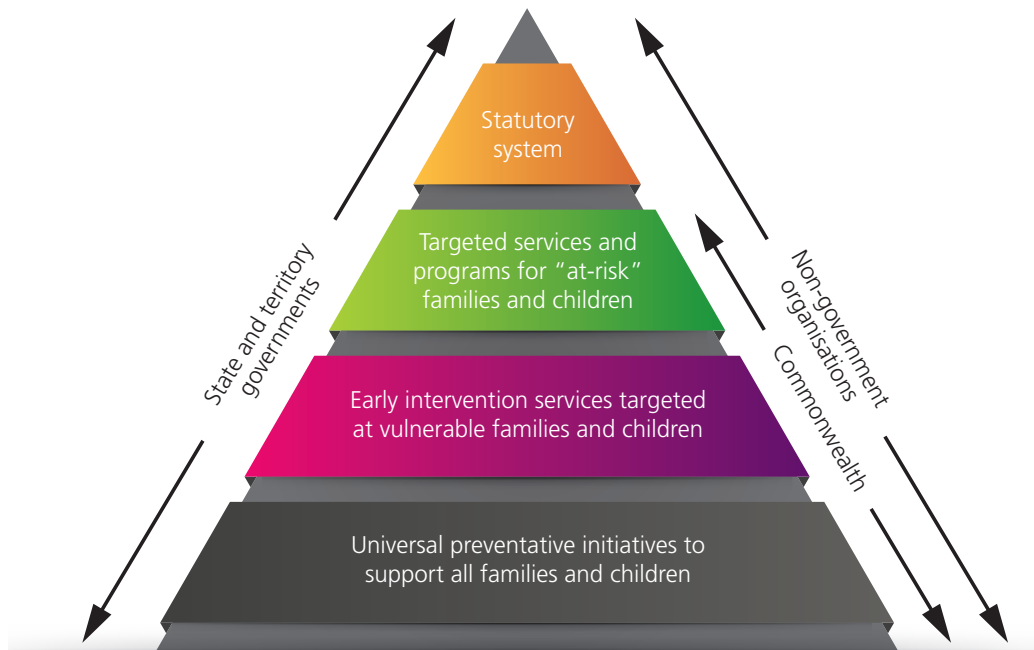 Statutory
system
Targeted services and
programs for “at-risk”
families and children
Early intervention services targeted
at vulnerable families and children
Universal preventative initiatives to
support all families and children
State and territory
governments
Non-government
organisations
Commonwealth